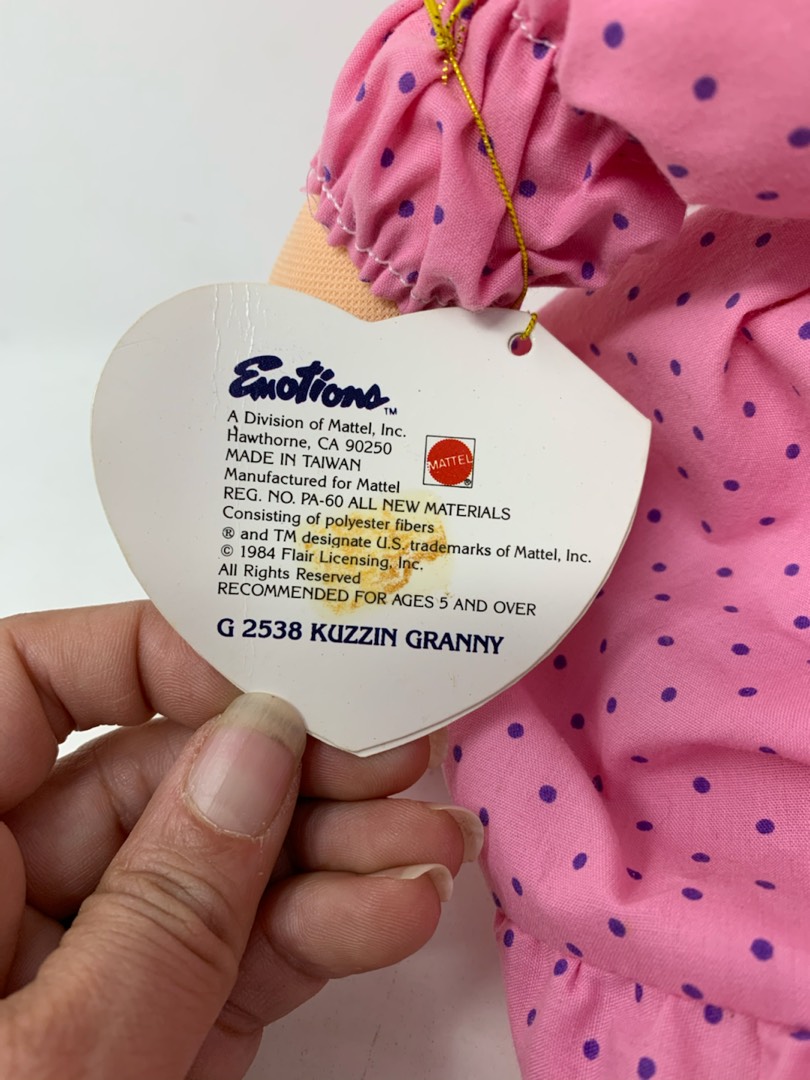 Emotions™
A Division of Mattel, Inc.
Hawthorne, CA 90250
MADE IN TAIWAN
Manufactured for Mattel
REG. NO. PA-60 ALL NEW MATERIALS
Consisting of polyester fibers
® and TM designate U.S. trademarks of Mattel, Inc.
© 1984 Flair Licensing, Inc.
All Rights Reserved
RECOMMENDED FOR AGES 5 AND OVER
G 2538 KUZZIN GRANNY
MATTEL®